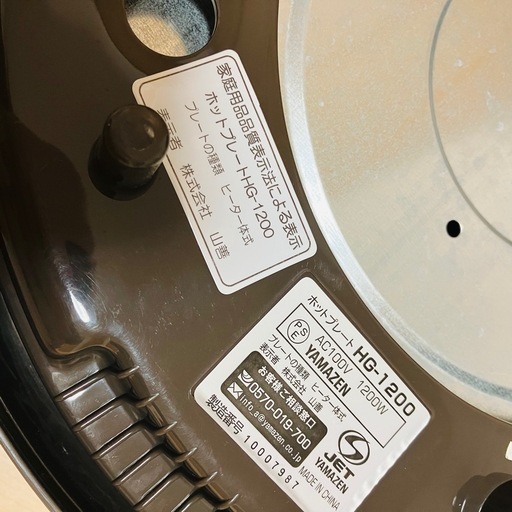 家庭用品品質表示法による表示
ホットプレートHG-1200
プレートの種類 ヒーター体式
表示者 株式会社 山善
ホットプレート HG-1200
PS
E
AC100V 1200W
YAMAZEN
プレートの種類 ヒーター体式
表示者 株式会社 山善
お客様ご相談窓口
0570-019-700
info_a@yamazen.co.jp
製造番号 10007987
JET
YAMAZEN
MADE IN CHINA